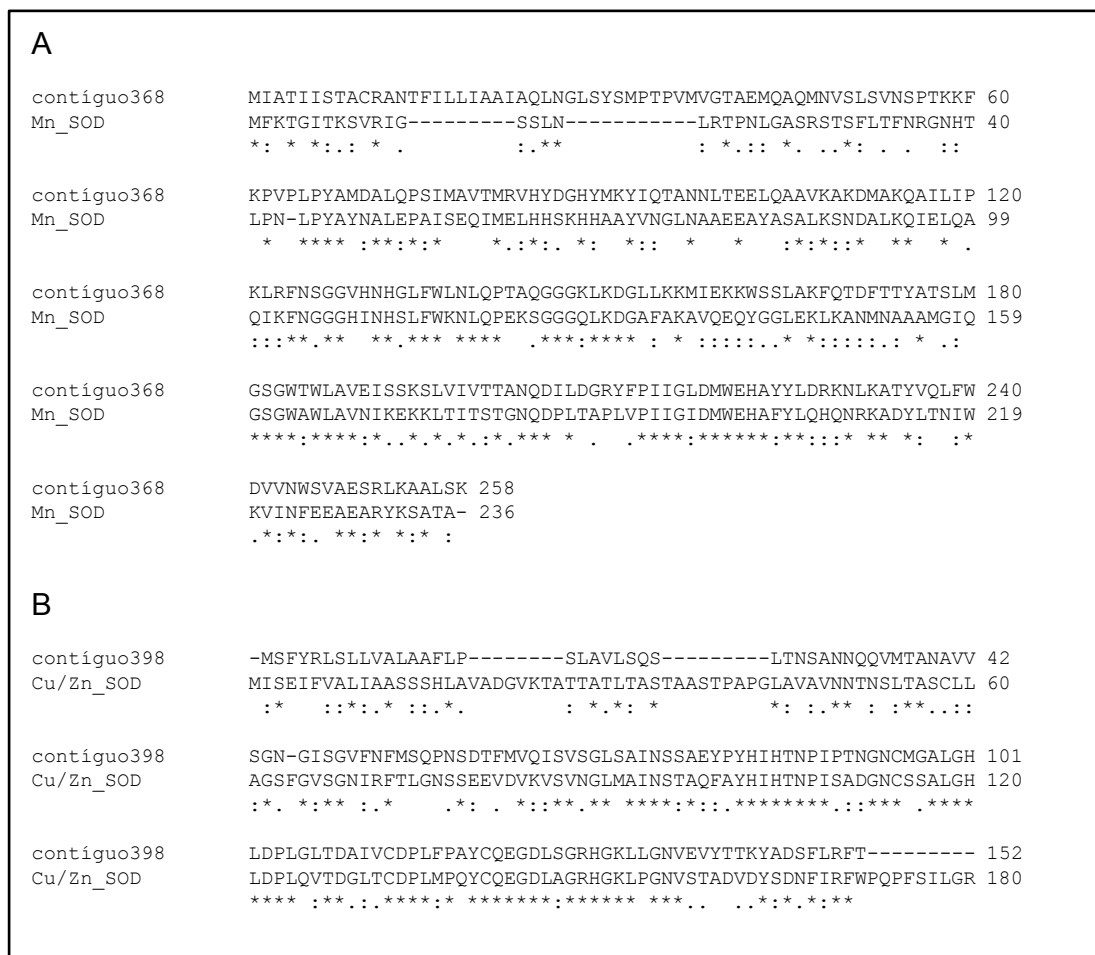 A
contíguo368 MIATIISTACRANTFILLIAAIAQLNGLSYSMPTPVMVGTAEMQAQMNVSLSVNSPTKKF 60
Mn_SOD MFKTGITKSVRIG---------SSLN-----------LRTPNLGASRSTSFLTFNRGNHT 40
*: * *:.: * . :.** : *.:: *. ..*: . . ::
contíguo368 KPVPLPYAMDALQPSIMAVTMRVHYDGHYMKYIQTANNLTEELQAAVKAKDMAKQAILIP 120
Mn_SOD LPN-LPYAYNALEPAISEQIMELHHSKHHAAYVNGLNAAEEAYASALKSNDALKQIELQA 99
* **** :**:*:* *.:*:. *: *:: * * :*:*::* ** * .
contíguo368 KLRFNSGGVHNHGLFWLNLQPTAQGGGKLKDGLLKKMIEKKWSSLAKFQTDFTTYATSLM 180
Mn_SOD QIKFNGGGHINHSLFWKNLQPEKSGGGQLKDGAFAKAVQEQYGGLEKLKANMNAAAMGIQ 159
:::**.** **.*** **** .***:**** : * :::::..* *:::::.: * .:
contíguo368 GSGWTWLAVEISSKSLVIVTTANQDILDGRYFPIIGLDMWEHAYYLDRKNLKATYVQLFW 240
Mn_SOD GSGWAWLAVNIKEKKLTITSTGNQDPLTAPLVPIIGIDMWEHAFYLQHQNRKADYLTNIW 219
****:****:*..*.*.*.:*.*** * . .****:******:**:::* ** *: :*
contíguo368 DVVNWSVAESRLKAALSK 258
Mn_SOD KVINFEEAEARYKSATA- 236
.*:*:. **:* *:* :
B
contíguo398 -MSFYRLSLLVALAAFLP--------SLAVLSQS---------LTNSANNQQVMTANAVV 42
Cu/Zn_SOD MISEIFVALIAASSSHLAVADGVKTATTATLTASTAASTPAPGLAVAVNNTNSLTASCLL 60
:* ::*:.* ::.*. : *.*: * *: :.** : :**..::
contíguo398 SGN-GISGVFNFMSQPNSDTFMVQISVSGLSAINSSAEYPYHIHTNPIPTNGNCMGALGH 101
Cu/Zn_SOD AGSFGVSGNIRFTLGNSSEEVDVKVSVNGLMAINSTAQFAYHIHTNPISADGNCSSALGH 120
:*. *:** :.* .*: . *::**.** ****:*::.********.::*** .****
contíguo398 LDPLGLTDAIVCDPLFPAYCQEGDLSGRHGKLLGNVEVYTTKYADSFLRFT--------- 152
Cu/Zn_SOD LDPLQVTDGLTCDPLMPQYCQEGDLAGRHGKLPGNVSTADVDYSDNFIRFWPQPFSILGR 180
**** :**.:.****:* *******:****** ***.. ..*:*.*:**